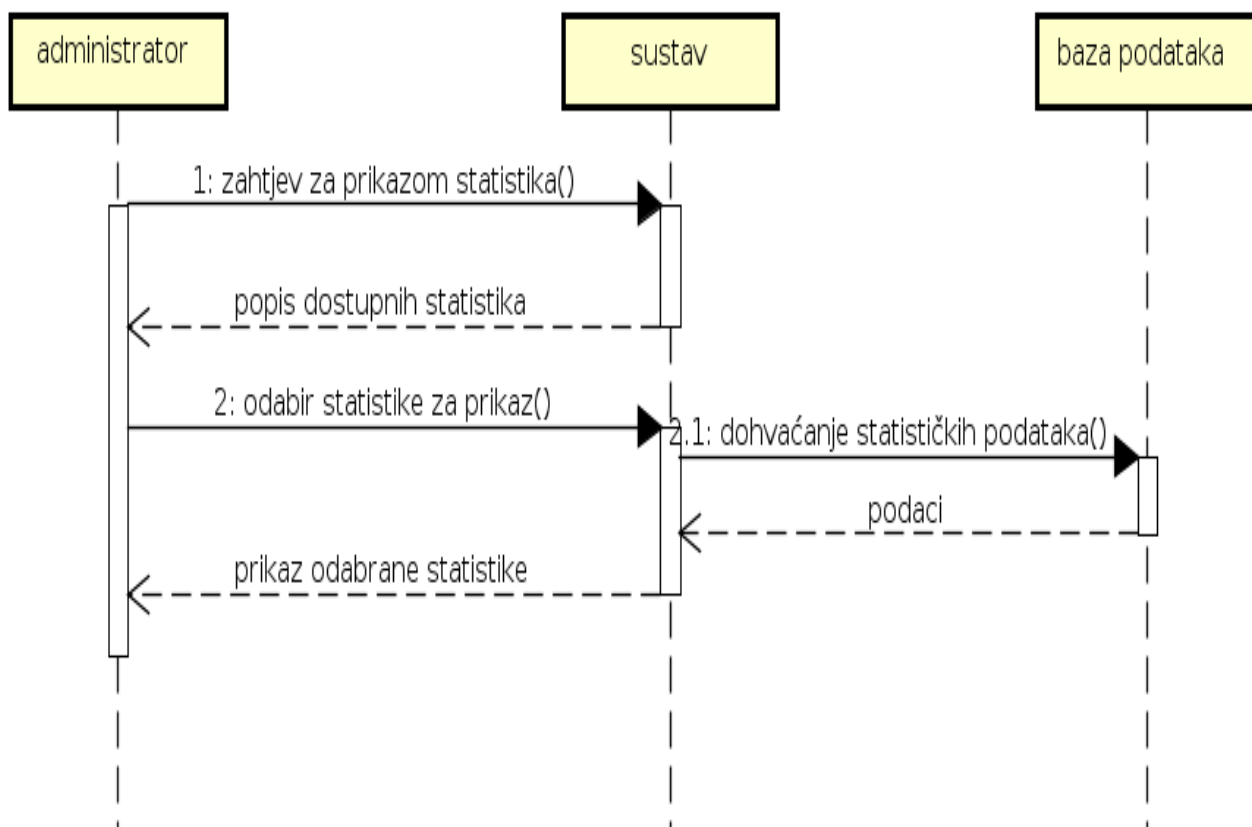 administrator
sustav
baza podataka
1: zahtjev za prikazom statistika()
popis dostupnih statistika
2: odabir statistike za prikaz()
2.1: dohvaćanje statističkih podataka()
podaci
prikaz odabrane statistike